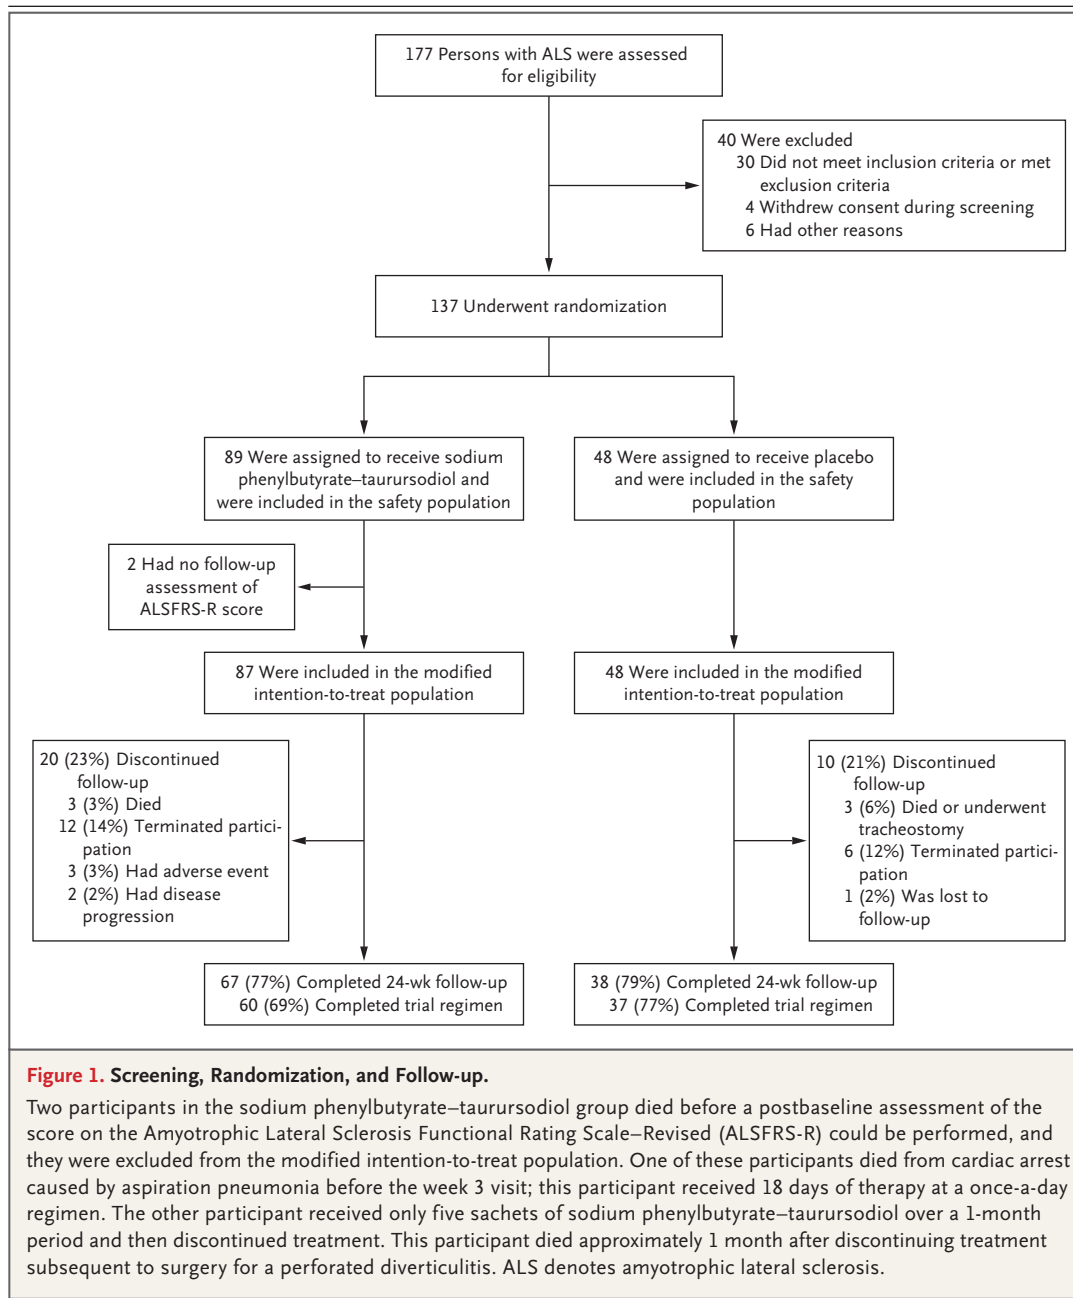 177 Persons with ALS were assessed
for eligibility
40 Were excluded
30 Did not meet inclusion criteria or met
exclusion criteria
4 Withdrew consent during screening
6 Had other reasons
137 Underwent randomization
89 Were assigned to receive sodium
phenylbutyrate–taurursodiol and
were included in the safety population
48 Were assigned to receive placebo
and were included in the safety
population
2 Had no follow-up
assessment of
ALSFRS-R score
87 Were included in the modified
intention-to-treat population
48 Were included in the modified
intention-to-treat population
20 (23%) Discontinued
follow-up
3 (3%) Died
12 (14%) Terminated partici-
pation
3 (3%) Had adverse event
2 (2%) Had disease
progression
10 (21%) Discontinued
follow-up
3 (6%) Died or underwent
tracheostomy
6 (12%) Terminated partici-
pation
1 (2%) Was lost to
follow-up
67 (77%) Completed 24-wk follow-up
60 (69%) Completed trial regimen
38 (79%) Completed 24-wk follow-up
37 (77%) Completed trial regimen
Figure 1. Screening, Randomization, and Follow-up.
Two participants in the sodium phenylbutyrate–taurursodiol group died before a postbaseline assessment of the
score on the Amyotrophic Lateral Sclerosis Functional Rating Scale–Revised (ALSFRS-R) could be performed, and
they were excluded from the modified intention-to-treat population. One of these participants died from cardiac arrest
caused by aspiration pneumonia before the week 3 visit; this participant received 18 days of therapy at a once-a-day
regimen. The other participant received only five sachets of sodium phenylbutyrate–taurursodiol over a 1-month
period and then discontinued treatment. This participant died approximately 1 month after discontinuing treatment
subsequent to surgery for a perforated diverticulitis. ALS denotes amyotrophic lateral sclerosis.